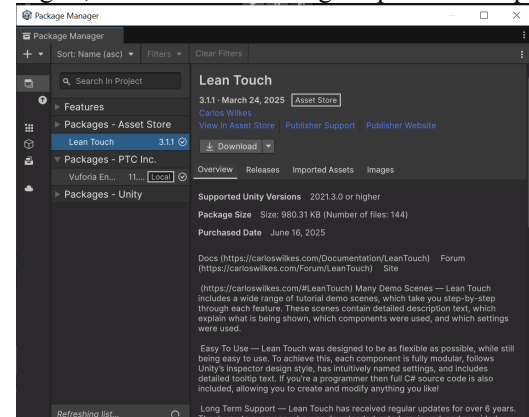 Package Manager
Package Manager
Sort: Name (asc)
Filters
Clear Filters
Search In Project
Features
Packages - Asset Store
Lean Touch 3.1.1
Packages - PTC Inc.
Vuforia En... 11.... Local
Packages - Unity
Refreshing list...
Lean Touch
3.1.1 · March 24, 2025 Asset Store
Carlos Wilkes
View in Asset Store Publisher Support Publisher Website
Download
Overview Releases Imported Assets Images
Supported Unity Versions 2021.3.0 or higher
Package Size Size: 980.31 KB (Number of files: 144)
Purchased Date June 16, 2025
Docs (https://carloswilkes.com/Documentation/LeanTouch) Forum
(https://carloswilkes.com/Forum/LeanTouch) Site
(https://carloswilkes.com/#LeanTouch) Many Demo Scenes — Lean Touch
includes a wide range of tutorial demo scenes, which take you step-by-step
through each feature. These scenes contain detailed description text, which
explain what is being shown, which components were used, and which settings
were used.
Easy To Use — Lean Touch was designed to be as flexible as possible, while still
being easy to use. To achieve this, each component is fully modular, follows
Unity's inspector design style, has intuitively named settings, and includes
detailed tooltip text. If you're a programmer then full C# source code is also
included, allowing you to create and modify anything you like!
Long Term Support — Lean Touch has received regular updates for over 6 years.